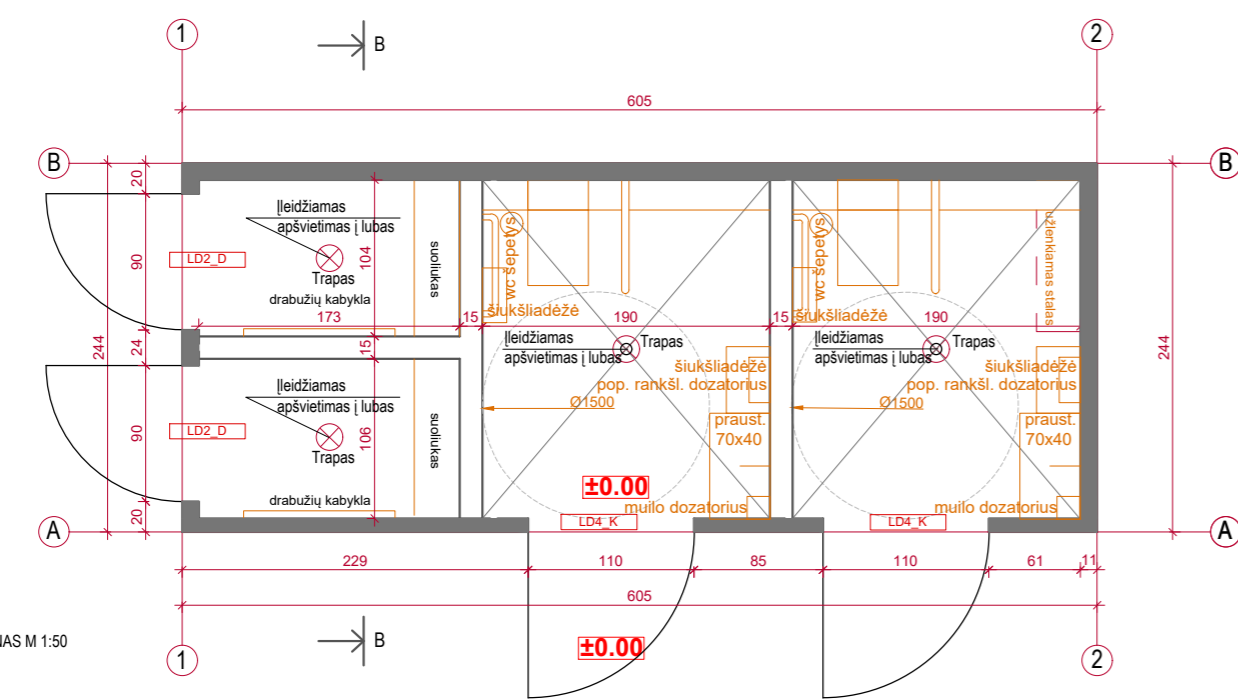 1
2
B
605
B
B
20
Įleidžiamas
apšvietimas į lubas
Trapas
drabužių kabykla
suoliukas
104
90
LD2_D
wc šepetys
šiukšliadėžė
wc šepetys
šiukšliadėžė
užlenkiamas stalas
173
15
190
15
190
244
24
15
244
Įleidžiamas
apšvietimas į lubas
Trapas
Įleidžiamas
apšvietimas į lubas
Trapas
šiukšliadėžė
pop. rankšl. dozatorius
Ø1500
praust.
70x40
šiukšliadėžė
pop. rankšl. dozatorius
Ø1500
praust.
70x40
Įleidžiamas
apšvietimas į lubas
Trapas
drabužių kabykla
suoliukas
106
90
LD2_D
±0.00
muilo dozatorius
muilo dozatorius
LD4_K
LD4_K
20
A
A
229
110
85
110
61
11
605
NAS M 1:50
B
±0.00
1
2